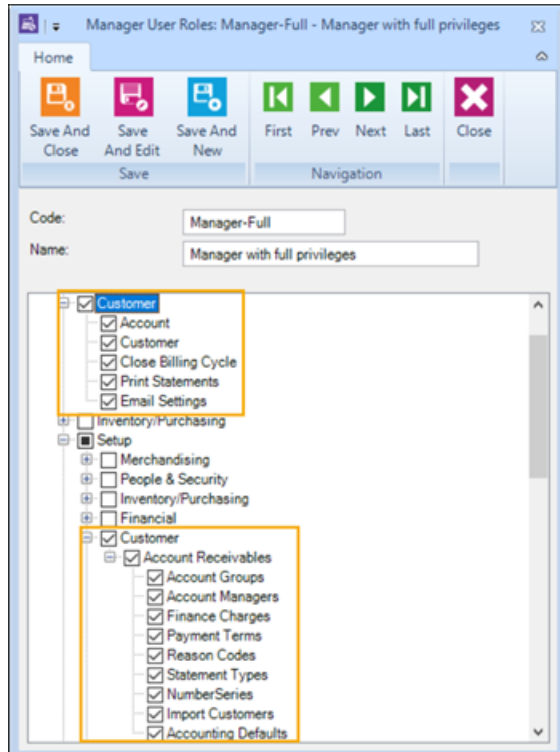 Manager User Roles: Manager-Full - Manager with full privileges
Home
Save And Close
Save And Edit
Save And New
First
Prev
Next
Last
Close
Save
Navigation
Code:
Manager-Full
Name:
Manager with full privileges
Customer
Account
Customer
Close Billing Cycle
Print Statements
Email Settings
Inventory/Purchasing
Setup
Merchandising
People & Security
Inventory/Purchasing
Financial
Customer
Account Receivables
Account Groups
Account Managers
Finance Charges
Payment Terms
Reason Codes
Statement Types
NumberSeries
Import Customers
Accounting Defaults